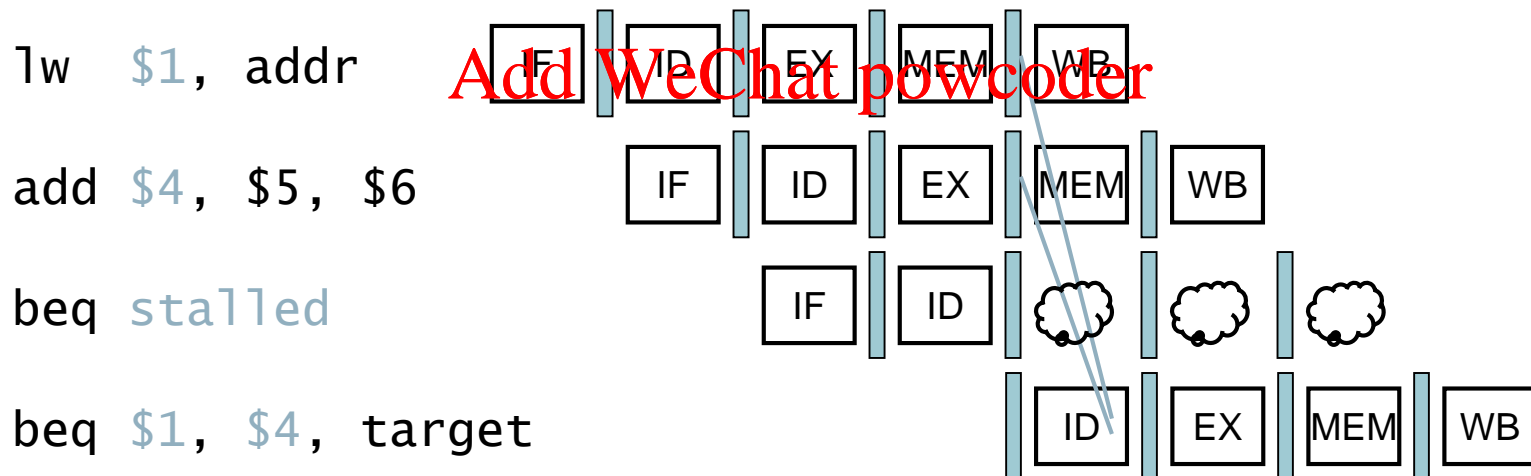 lw $1, addr IF ID EX MEM WB
Add WeChat powcoder
add $4, $5, $6 IF ID EX MEM WB
beq stalled IF ID
beq $1, $4, target ID EX MEM WB